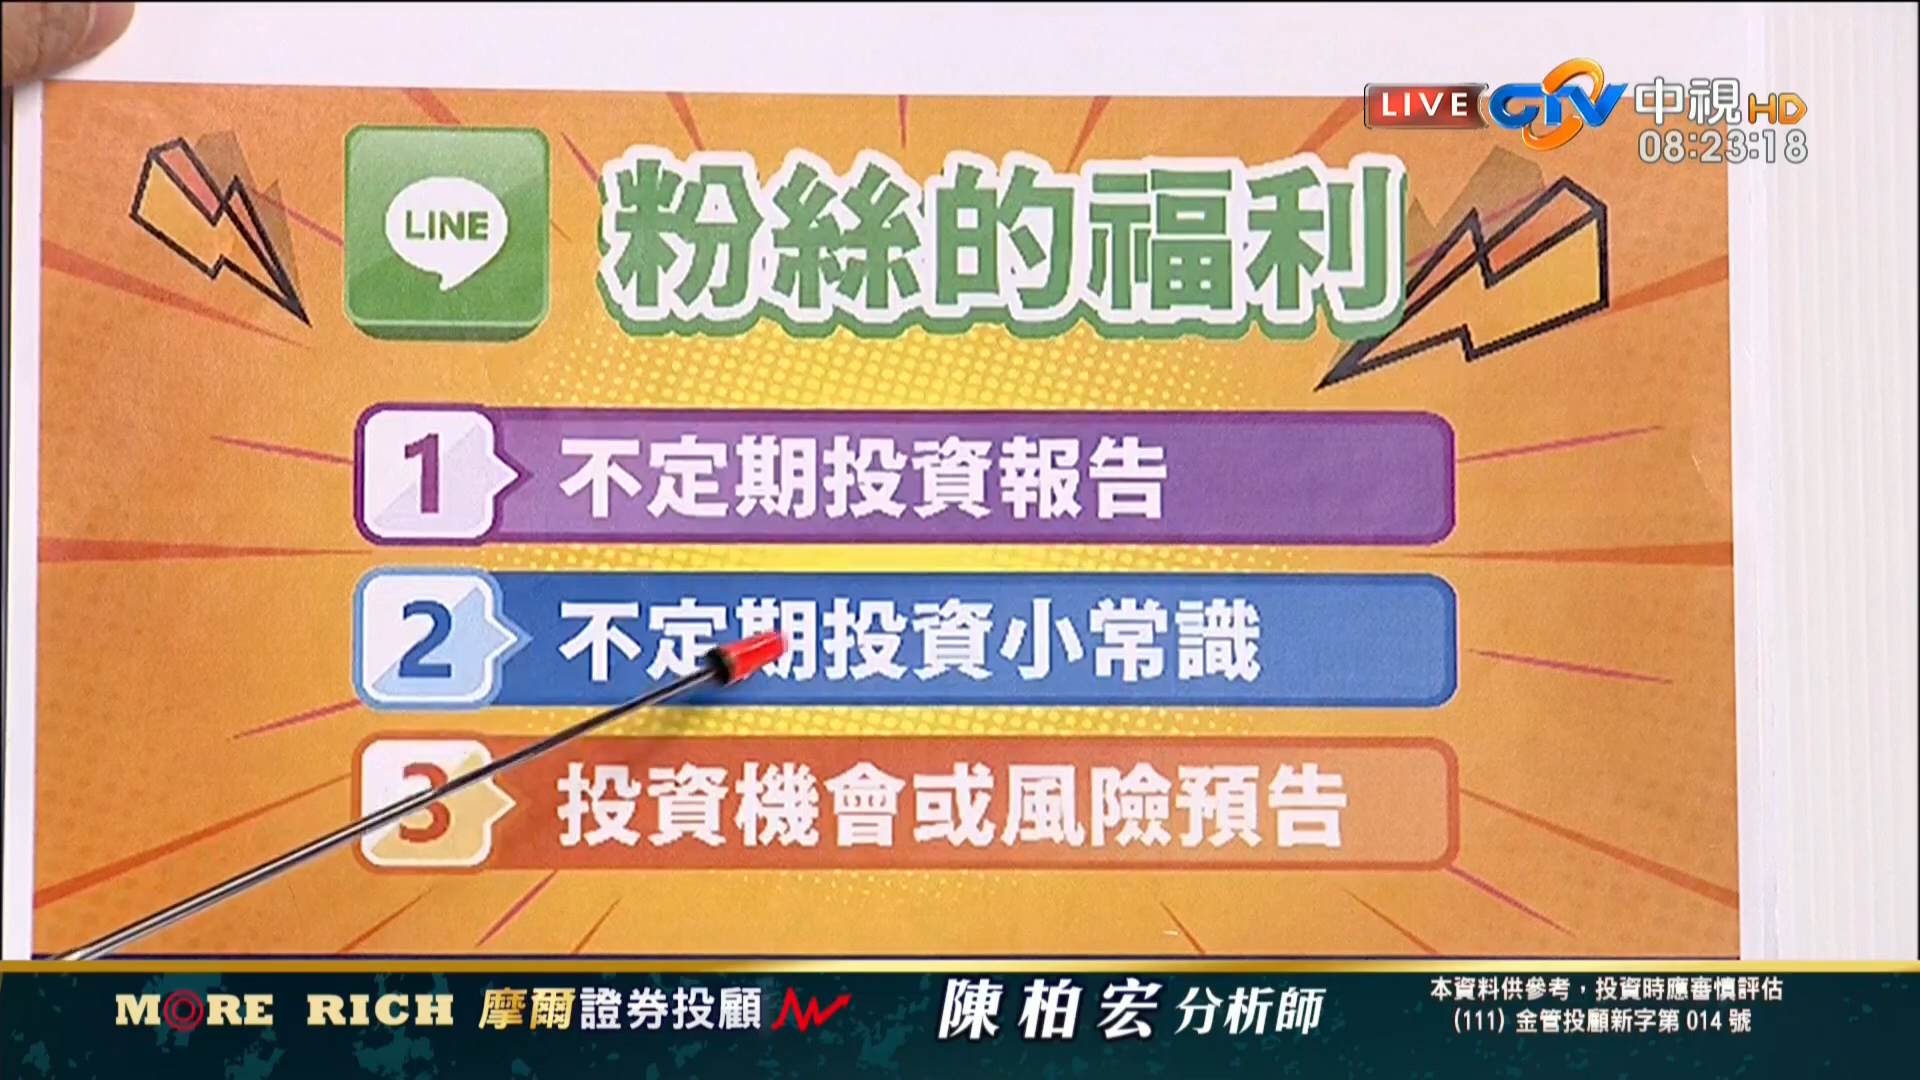 LIVE CTV 中視 HD
08:23:18
LINE 粉絲的福利
1 不定期投資報告
2 不定期投資小常識
3 投資機會或風險預告
MORE RICH 摩爾證券投顧 陳柏宏 分析師
本資料供參考，投資時應審慎評估
(111) 金管投顧新字第 014 號